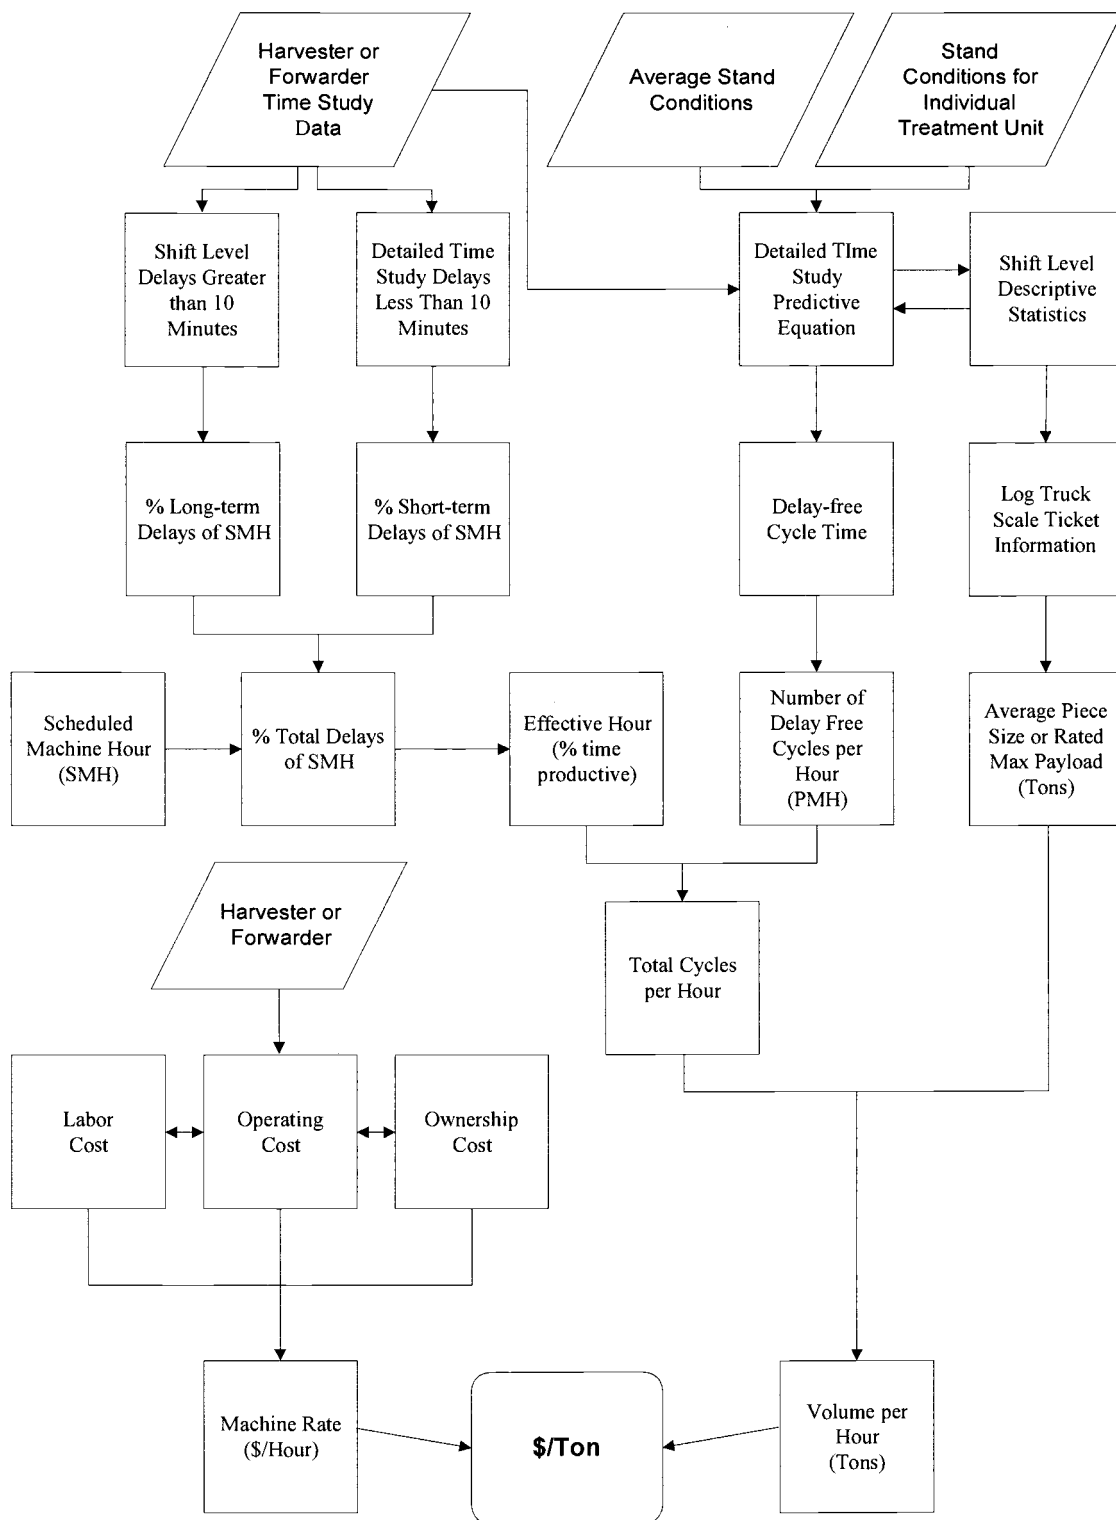 Harvester or
Forwarder
Time Study
Data
Average Stand
Conditions
Stand
Conditions for
Individual
Treatment Unit
Shift Level
Delays Greater
than 10
Minutes
Detailed Time
Study Delays
Less Than 10
Minutes
Detailed TIme
Study
Predictive
Equation
Shift Level
Descriptive
Statistics
% Long-term
Delays of SMH
% Short-term
Delays of SMH
Delay-free
Cycle Time
Log Truck
Scale Ticket
Information
Scheduled
Machine Hour
(SMH)
% Total Delays
of SMH
Effective Hour
(% time
productive)
Number of
Delay Free
Cycles per
Hour
(PMH)
Average Piece
Size or Rated
Max Payload
(Tons)
Harvester or
Forwarder
Total Cycles
per Hour
Labor
Cost
Operating
Cost
Ownership
Cost
Machine Rate
($/Hour)
$/Ton
Volume per
Hour
(Tons)